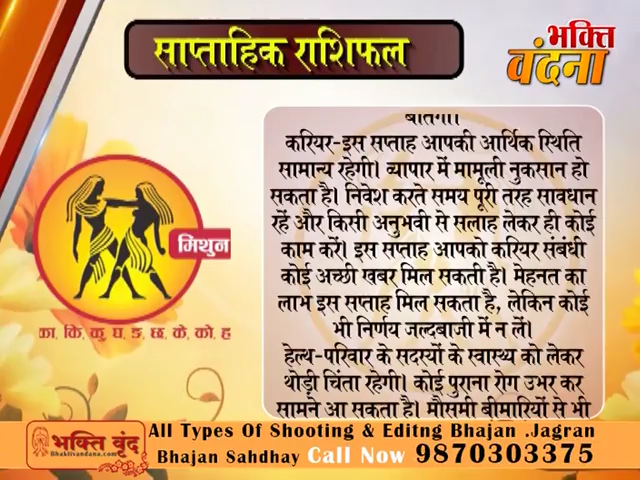 साप्ताहिक राशिफल
भक्ति
वंदना
करियर-इस सप्ताह आपकी आर्थिक स्थिति
सामान्य रहेगी। व्यापार में मामूली नुकसान हो
सकता है। निवेश करते समय पूरी तरह सावधान
रहें और किसी अनुभवी से सलाह लेकर ही कोई
काम करें। इस सप्ताह आपको करियर संबंधी
कोई अच्छी खबर मिल सकती है। मेहनत का
लाभ इस सप्ताह मिल सकता है, लेकिन कोई
भी निर्णय जल्दबाजी में न लें।
हेल्थ-परिवार के सदस्यों के स्वास्थ्य को लेकर
थोड़ी चिंता रहेगी। कोई पुराना रोग उभर कर
सामने आ सकता है। मौसमी बीमारियों से भी
मिथुन
का, कि, कु, घ, ङ, छ, के, को, ह
भक्ति वृंद
Bhaktivandana.com
All Types Of Shooting & Editng Bhajan .Jagran
Bhajan Sahdhay Call Now 9870303375